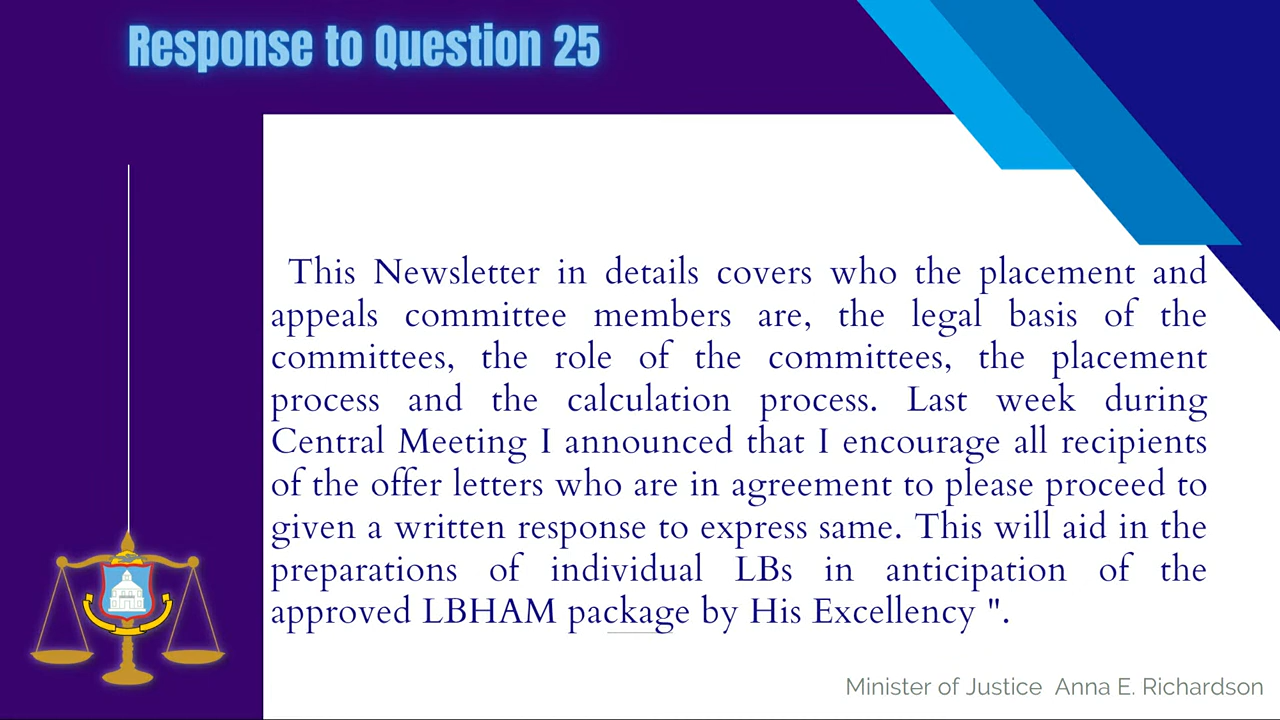 Response to Question 25
This Newsletter in details covers who the placement and
appeals committee members are, the legal basis of the
committees, the role of the committees, the placement
process and the calculation process. Last week during
Central Meeting I announced that I encourage all recipients
of the offer letters who are in agreement to please proceed to
given a written response to express same. This will aid in the
preparations of individual LBs in anticipation of the
approved LBHAM package by His Excellency ".
Minister of Justice Anna E. Richardson